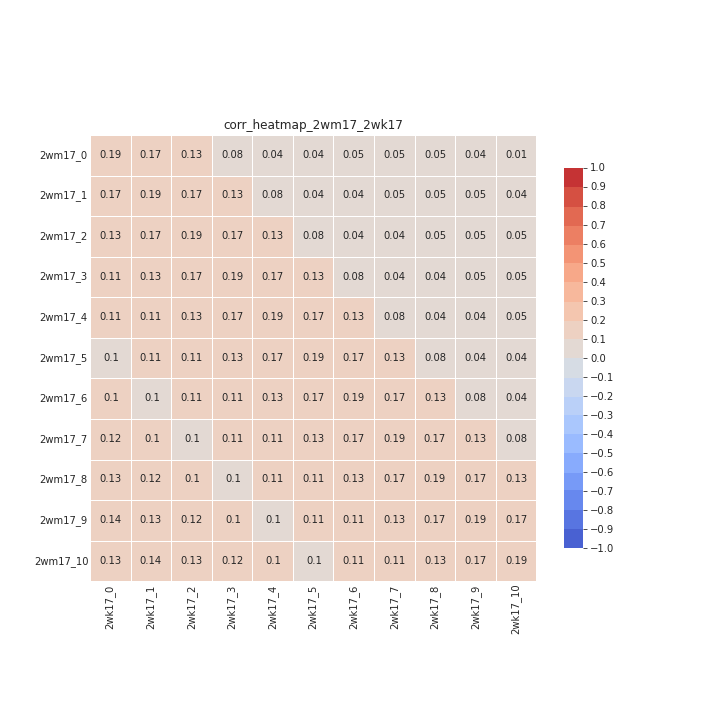 corr_heatmap_2wm17_2wk17
2wm17_0 0.19 0.17 0.13 0.08 0.04 0.04 0.05 0.05 0.05 0.04 0.01
2wm17_1 0.17 0.19 0.17 0.13 0.08 0.04 0.04 0.05 0.05 0.05 0.04
2wm17_2 0.13 0.17 0.19 0.17 0.13 0.08 0.04 0.04 0.05 0.05 0.05
2wm17_3 0.11 0.13 0.17 0.19 0.17 0.13 0.08 0.04 0.04 0.05 0.05
2wm17_4 0.11 0.11 0.13 0.17 0.19 0.17 0.13 0.08 0.04 0.04 0.05
2wm17_5 0.1 0.11 0.11 0.13 0.17 0.19 0.17 0.13 0.08 0.04 0.04
2wm17_6 0.1 0.1 0.11 0.11 0.13 0.17 0.19 0.17 0.13 0.08 0.04
2wm17_7 0.12 0.1 0.1 0.11 0.11 0.13 0.17 0.19 0.17 0.13 0.08
2wm17_8 0.13 0.12 0.1 0.1 0.11 0.11 0.13 0.17 0.19 0.17 0.13
2wm17_9 0.14 0.13 0.12 0.1 0.1 0.11 0.11 0.13 0.17 0.19 0.17
2wm17_10 0.13 0.14 0.13 0.12 0.1 0.1 0.11 0.11 0.13 0.17 0.19
2wk17_0 2wk17_1 2wk17_2 2wk17_3 2wk17_4 2wk17_5 2wk17_6 2wk17_7 2wk17_8 2wk17_9 2wk17_10
1.0
0.9
0.8
0.7
0.6
0.5
0.4
0.3
0.2
0.1
0.0
−0.1
−0.2
−0.3
−0.4
−0.5
−0.6
−0.7
−0.8
−0.9
−1.0